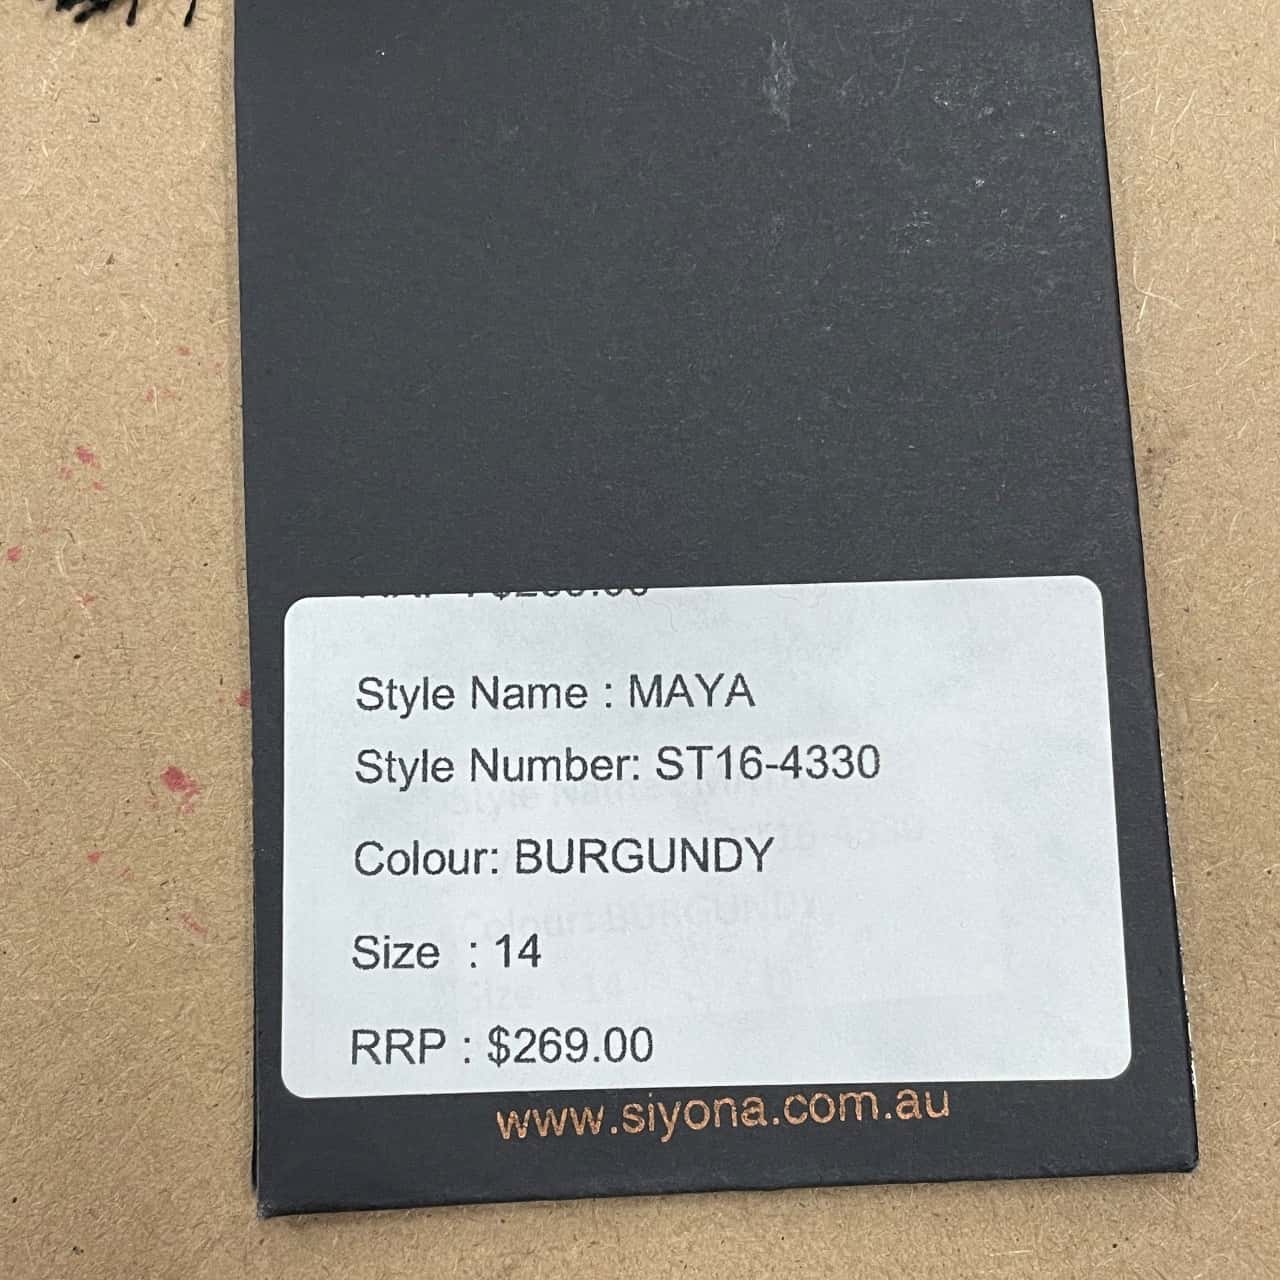 Style Name : MAYA
Style Number: ST16-4330
Colour: BURGUNDY
Size : 14
RRP : $269.00
www.siyona.com.au